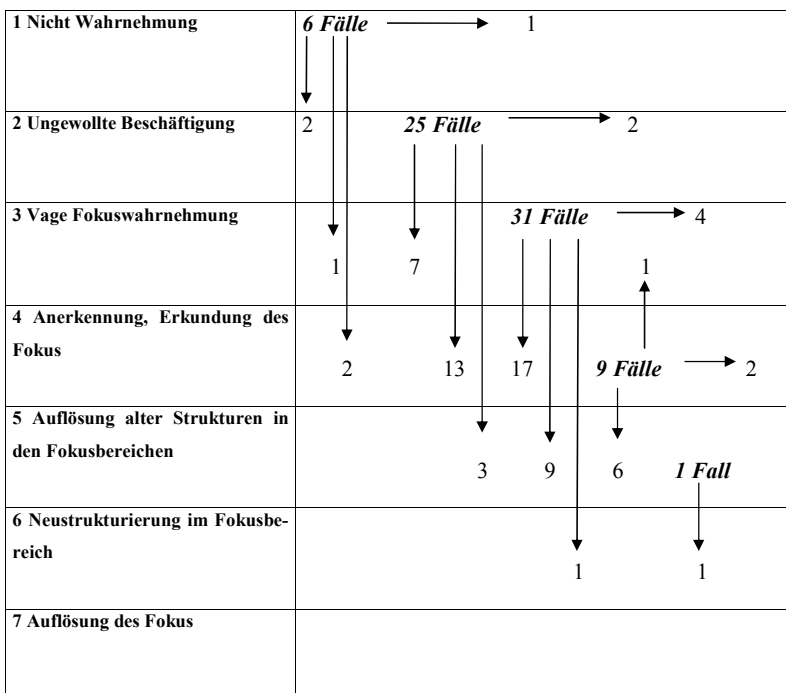 1 Nicht Wahrnehmung 6 Fälle 1
2 Ungewollte Beschäftigung 2 25 Fälle 2
3 Vage Fokuswahrnehmung 31 Fälle 4
1 7 1
4 Anerkennung, Erkundung des
Fokus
2 13 17 9 Fälle 2
5 Auflösung alter Strukturen in
den Fokusbereichen
3 9 6 1 Fall
6 Neustrukturierung im Fokusbe-
reich
1 1
7 Auflösung des Fokus